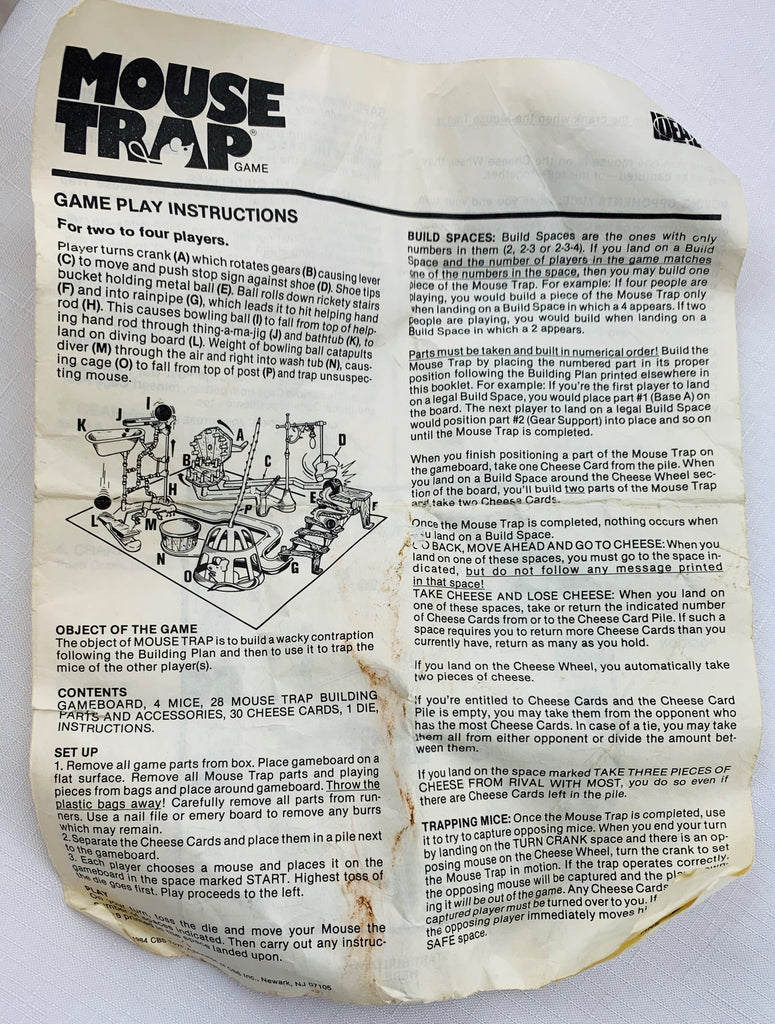 MOUSE
TRAP®
GAME
IDEAL
GAME PLAY INSTRUCTIONS
For two to four players.
Player turns crank (A) which rotates gears (B) causing lever
(C) to move and push stop sign against shoe (D). Shoe tips
bucket holding metal ball (E). Ball rolls down rickety stairs
(F) and into rainpipe (G), which leads it to hit helping hand
rod (H). This causes bowling ball (I) to fall from top of help-
ing hand rod through thing-a-ma-jig (J) and bathtub (K), to
land on diving board (L). Weight of bowling ball catapults
diver (M) through the air and right into wash tub (N), caus-
ing cage (O) to fall from top of post (P) and trap unsuspec-
ting mouse.
I
J
K
A
D
B
C
H
E
P
F
L
M
N
G
O
OBJECT OF THE GAME
The object of MOUSE TRAP is to build a wacky contraption
following the Building Plan and then to use it to trap the
mice of the other player(s).
CONTENTS
GAMEBOARD, 4 MICE, 28 MOUSE TRAP BUILDING
PARTS AND ACCESSORIES, 30 CHEESE CARDS, 1 DIE,
INSTRUCTIONS.
SET UP
1. Remove all game parts from box. Place gameboard on a
flat surface. Remove all Mouse Trap parts and playing
pieces from bags and place around gameboard. Throw the
plastic bags away! Carefully remove all parts from run-
ners. Use a nail file or emery board to remove any burrs
which may remain.
2. Separate the Cheese Cards and place them in a pile next
to the gameboard.
3. Each player chooses a mouse and places it on the
gameboard in the space marked START. Highest toss of
the die goes first. Play proceeds to the left.
PLAY
turn, toss the die and move your Mouse the
spaces indicated. Then carry out any instruc-
space landed upon.
1984 CBS Inc., Newark, NJ 07105
BUILD SPACES: Build Spaces are the ones with only
numbers in them (2, 2-3 or 2-3-4). If you land on a Build
Space and the number of players in the game matches
one of the numbers in the space, then you may build one
piece of the Mouse Trap. For example: If four people are
playing, you would build a piece of the Mouse Trap only
when landing on a Build Space in which a 4 appears. If two
people are playing, you would build when landing on a
Build Space in which a 2 appears.
Parts must be taken and built in numerical order! Build the
Mouse Trap by placing the numbered part in its proper
position following the Building Plan printed elsewhere in
this booklet. For example: If you're the first player to land
on a legal Build Space, you would place part #1 (Base A) on
the board. The next player to land on a legal Build Space
would position part #2 (Gear Support) into place and so on
until the Mouse Trap is completed.
When you finish positioning a part of the Mouse Trap on
the gameboard, take one Cheese Card from the pile. When
you land on a Build Space around the Cheese Wheel sec-
tion of the board, you'll build two parts of the Mouse Trap
and take two Cheese Cards.
Once the Mouse Trap is completed, nothing occurs when
you land on a Build Space.
GO BACK, MOVE AHEAD AND GO TO CHEESE: When you
land on one of these spaces, you must go to the space in-
dicated, but do not follow any message printed
in that space!
TAKE CHEESE AND LOSE CHEESE: When you land on
one of these spaces, take or return the indicated number
of Cheese Cards from or to the Cheese Card Pile. If such a
space requires you to return more Cheese Cards than you
currently have, return as many as you hold.
If you land on the Cheese Wheel, you automatically take
two pieces of cheese.
If you're entitled to Cheese Cards and the Cheese Card
Pile is empty, you may take them from the opponent who
has the most Cheese Cards. In case of a tie, you may take
them all from either opponent or divide the amount bet-
ween them.
If you land on the space marked TAKE THREE PIECES OF
CHEESE FROM RIVAL WITH MOST, you do so even if
there are Cheese Cards left in the pile.
TRAPPING MICE: Once the Mouse Trap is completed, use
it to try to capture opposing mice. When you end your turn
by landing on the TURN CRANK space and there is an op-
posing mouse on the Cheese Wheel, turn the crank to set
the Mouse Trap in motion. If the trap operates correctly,
the opposing mouse will be captured and the
ing it will be out of the game. Any Cheese Cards
captured player must be turned over to you. If
the opposing player immediately moves
SAFE space.